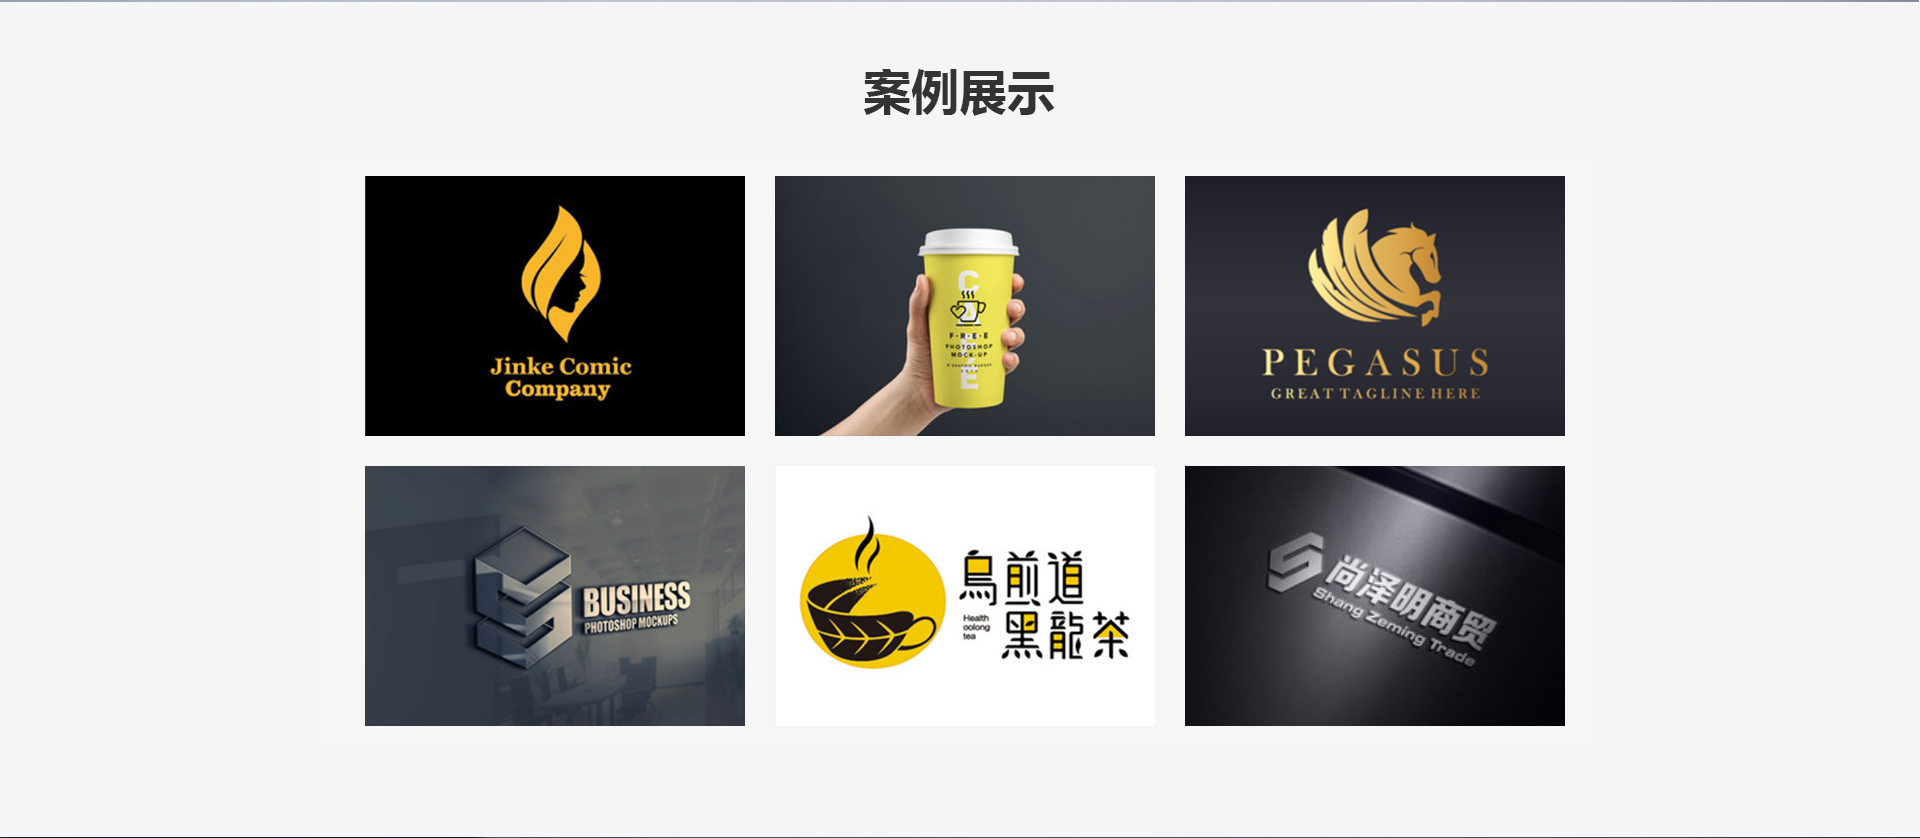 案例展示
Jinke Comic
Company
CAFÉ
F·R·E·E
PHOTOSHOP
MOCK-UP
PEGASUS
GREAT TAGLINE HERE
BUSINESS
PHOTOSHOP MOCKUPS
烏煎道
黑龍茶
Health
oolong
tea
尚泽明商贸
Shang Zeming Trade